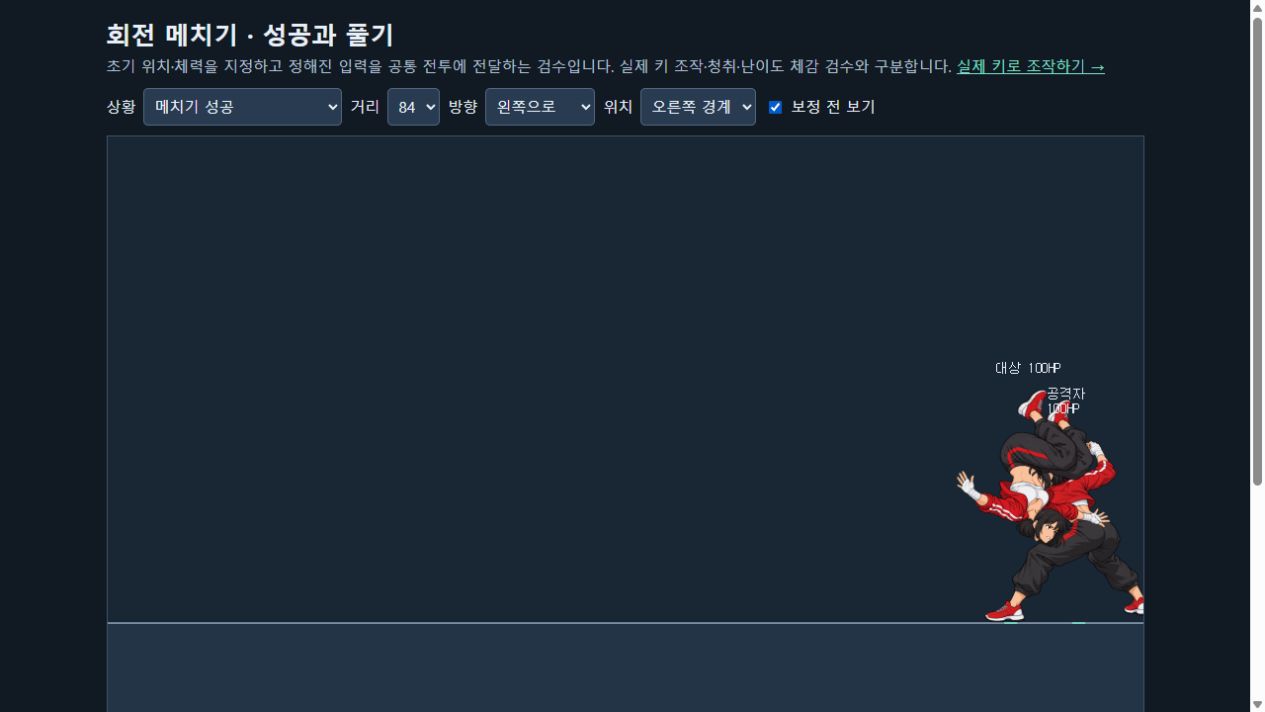 회전 메치기 · 성공과 풀기
초기 위치·체력을 지정하고 정해진 입력을 공통 전투에 전달하는 검수입니다. 실제 키 조작·청취·난이도 체감 검수와 구분합니다. 실제 키로 조작하기 →
상황 메치기 성공 거리 84 방향 왼쪽으로 위치 오른쪽 경계 보정 전 보기
대상 100HP
공격자
100HP